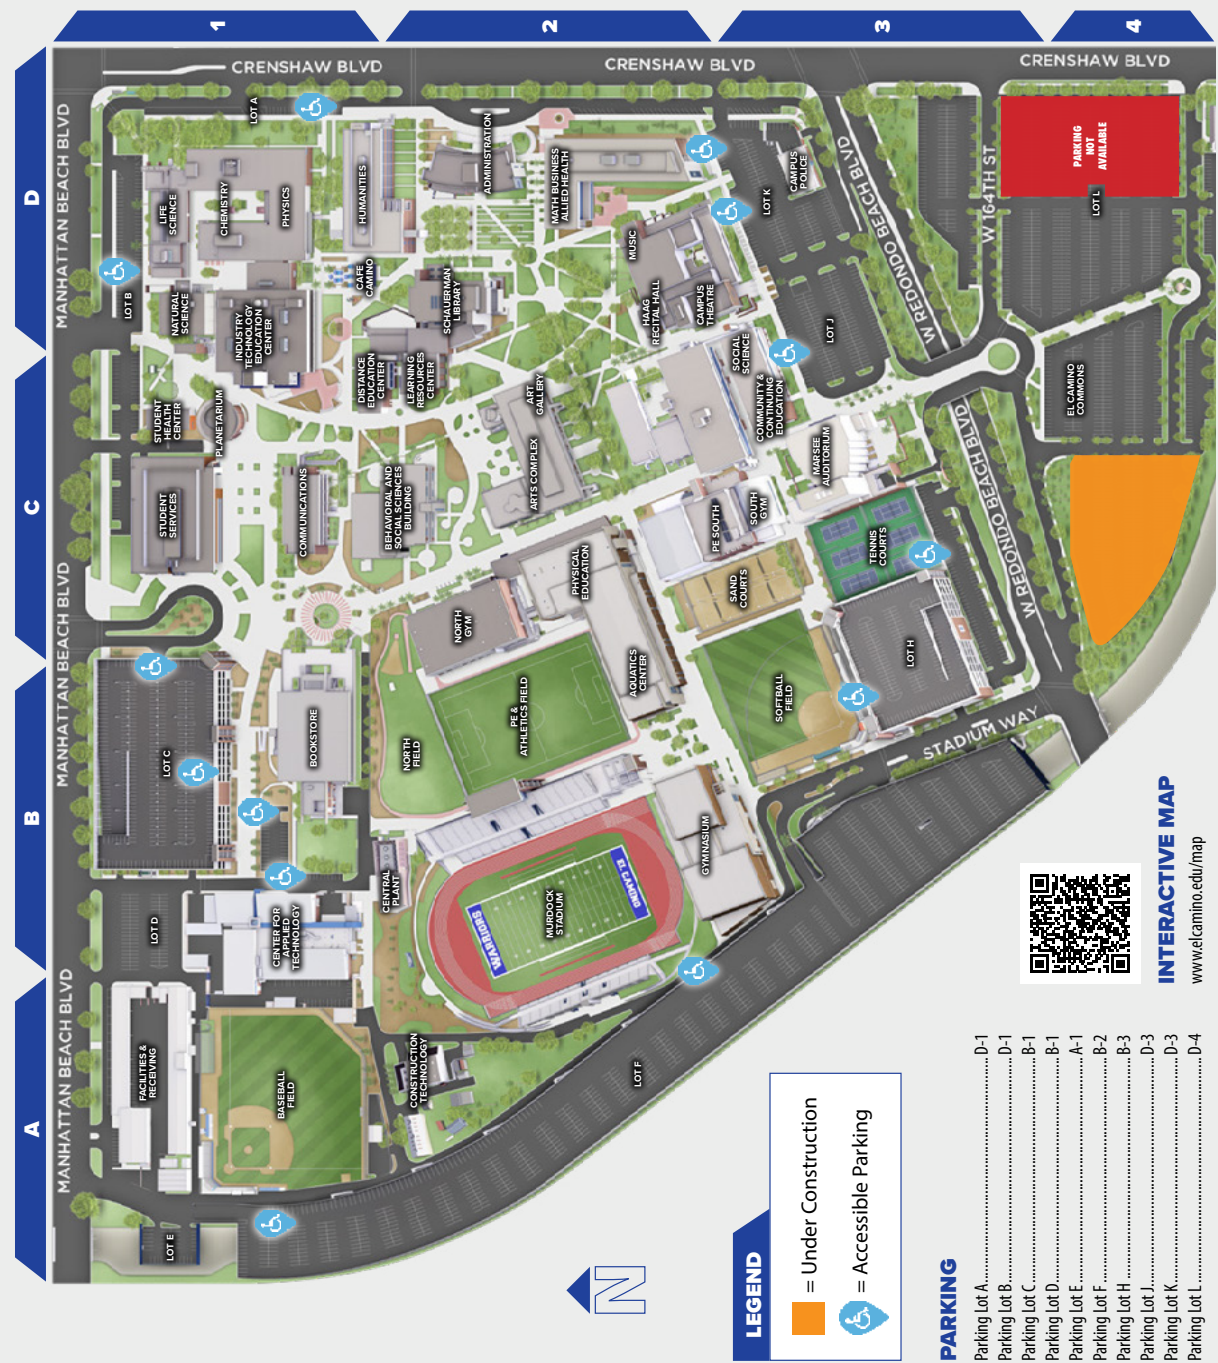 1
2
3
4
A
B
C
D
CRENSHAW BLVD
CRENSHAW BLVD
CRENSHAW BLVD
MANHATTAN BEACH BLVD
MANHATTAN BEACH BLVD
MANHATTAN BEACH BLVD
MANHATTAN BEACH BLVD
W REDONDO BEACH BLVD
W REDONDO BEACH BLVD
W 164TH ST.
STADIUM WAY
LOT A
LOT B
LIFE
SCIENCE
CHEMISTRY
PHYSICS
HUMANITIES
ADMINISTRATION
MATH BUSINESS
ALLIED HEALTH
LOT K
CAMPUS
POLICE
PARKING
NOT
AVAILABLE
LOT L
NATURAL
SCIENCE
INDUSTRY
TECHNOLOGY
EDUCATION
CENTER
CAFE
CAMINO
SCHAUERMAN
LIBRARY
MUSIC
HAAG
RECITAL HALL
CAMPUS
THEATRE
LOT J
STUDENT
HEALTH
CENTER
PLANETARIUM
DISTANCE
EDUCATION
CENTER
LEARNING
RESOURCES
CENTER
ART
GALLERY
SOCIAL
SCIENCE
COMMUNITY &
CONTINUING
EDUCATION
MARSEE
AUDITORIUM
EL CAMINO
COMMONS
STUDENT
SERVICES
COMMUNICATIONS
BEHAVIORAL AND
SOCIAL SCIENCES
BUILDING
ARTS COMPLEX
PE SOUTH
SOUTH
GYM
TENNIS
COURTS
PHYSICAL
EDUCATION
SAND
COURTS
NORTH
GYM
LOT H
AQUATICS
CENTER
SOFTBALL
FIELD
PE &
ATHLETICS FIELD
NORTH
FIELD
BOOKSTORE
LOT C
CENTRAL
PLANT
GYMNASIUM
MURDOCK
STADIUM
WARRIORS
EL CAMINO
LOT D
CENTER FOR
APPLIED
TECHNOLOGY
FACILITIES &
RECEIVING
BASEBALL
FIELD
CONSTRUCTION
TECHNOLOGY
LOT F
LOT E
N
LEGEND
= Under Construction
= Accessible Parking
PARKING
Parking Lot A..........D-1
Parking Lot B..........D-1
Parking Lot C..........B-1
Parking Lot D..........B-1
Parking Lot E..........A-1
Parking Lot F..........B-2
Parking Lot H..........B-3
Parking Lot J..........D-3
Parking Lot K..........D-3
Parking Lot L..........D-4
INTERACTIVE MAP
www.elcamino.edu/map